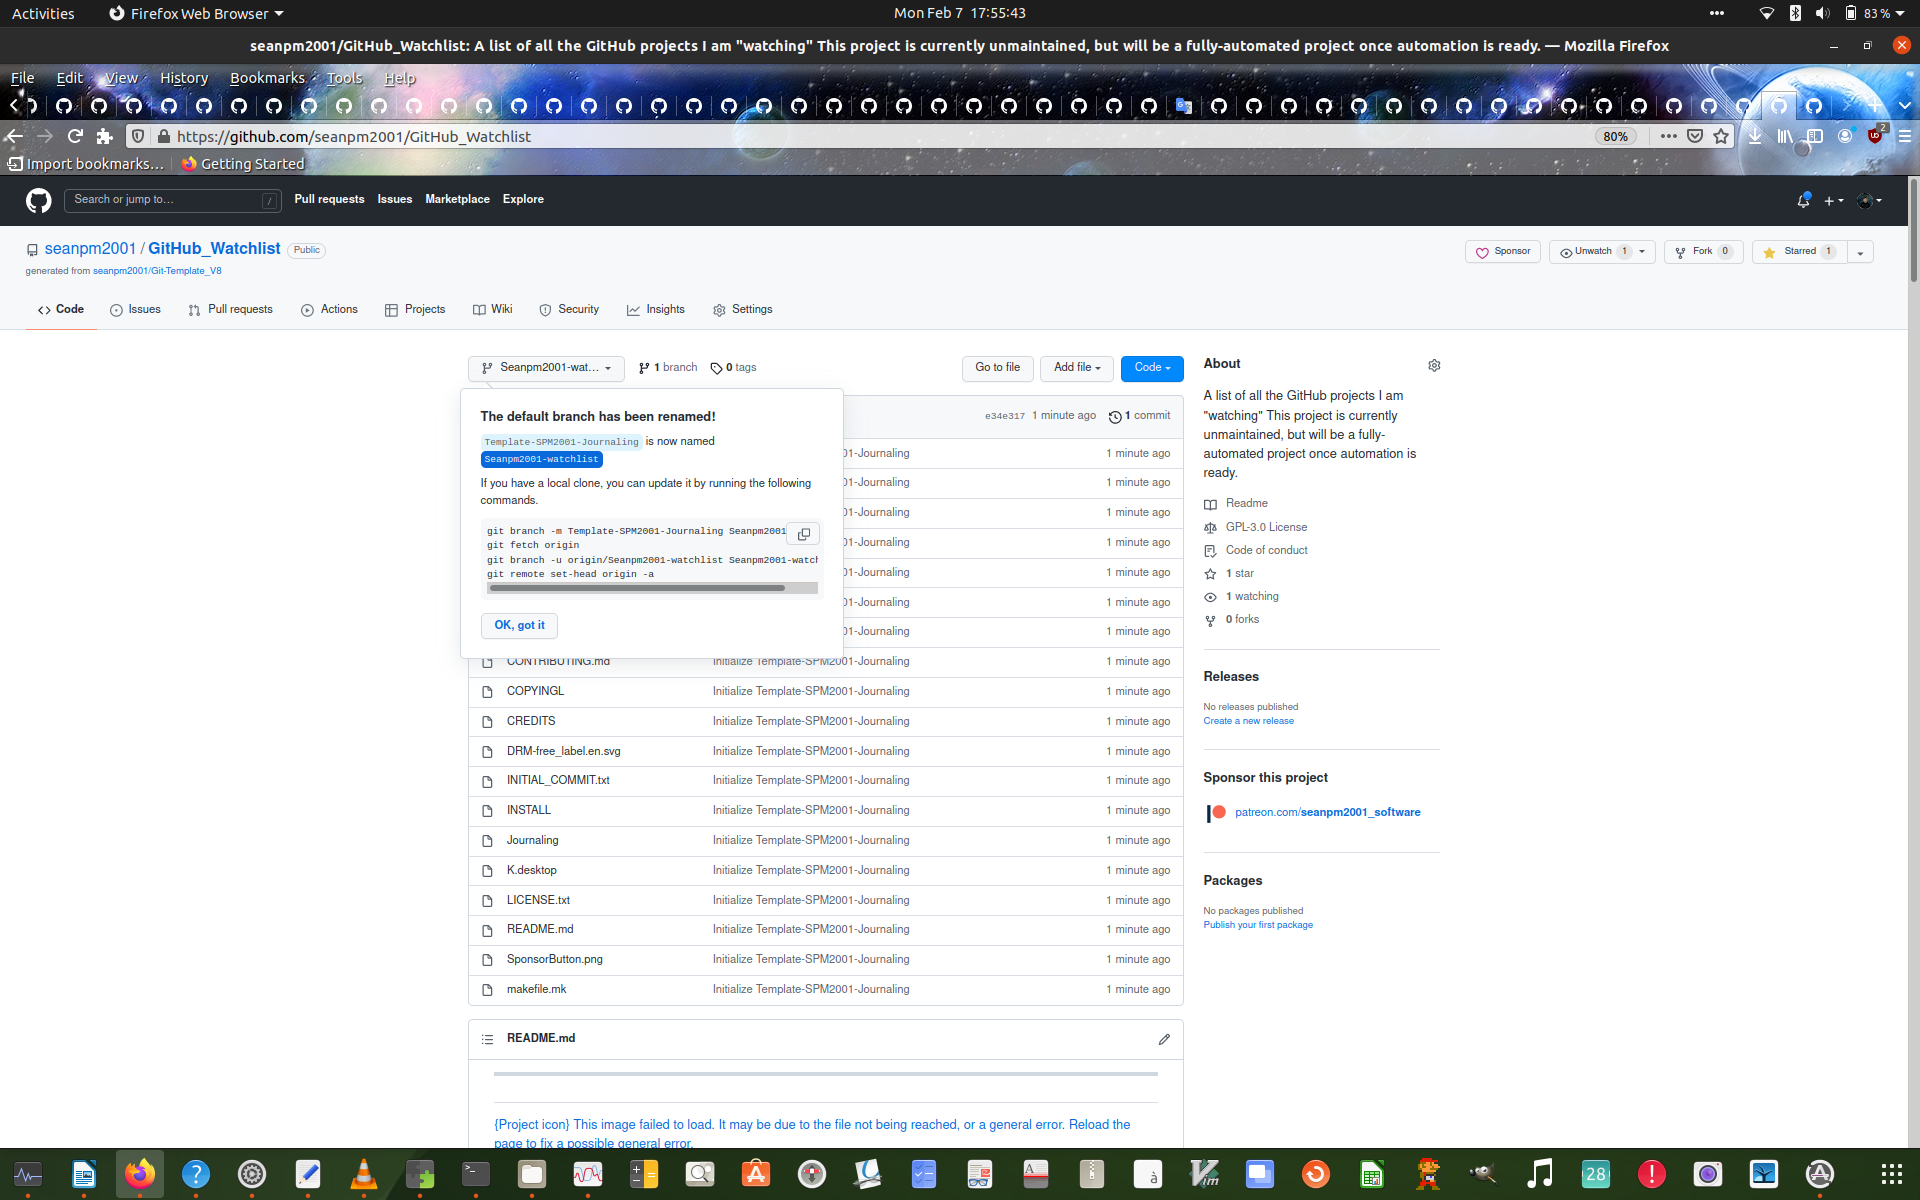 Activities Firefox Web Browser Mon Feb 7 17:55:43 83 %
seanpm2001/GitHub_Watchlist: A list of all the GitHub projects I am "watching" This project is currently unmaintained, but will be a fully-automated project once automation is ready. — Mozilla Firefox
File Edit View History Bookmarks Tools Help
https://github.com/seanpm2001/GitHub_Watchlist 80% 2
Import bookmarks… Getting Started
Search or jump to… / Pull requests Issues Marketplace Explore
seanpm2001 / GitHub_Watchlist Public Sponsor Unwatch 1 Fork 0 Starred 1
generated from seanpm2001/Git-Template_V8
Code Issues Pull requests Actions Projects Wiki Security Insights Settings
Seanpm2001-wat… 1 branch 0 tags Go to file Add file Code
The default branch has been renamed!
Template-SPM2001-Journaling is now named
Seanpm2001-watchlist
If you have a local clone, you can update it by running the following
commands.
git branch -m Template-SPM2001-Journaling Seanpm2001
git fetch origin
git branch -u origin/Seanpm2001-watchlist Seanpm2001-watch
git remote set-head origin -a
OK, got it
e34e317 1 minute ago 1 commit
01-Journaling 1 minute ago
01-Journaling 1 minute ago
01-Journaling 1 minute ago
01-Journaling 1 minute ago
01-Journaling 1 minute ago
01-Journaling 1 minute ago
01-Journaling 1 minute ago
CONTRIBUTING.md Initialize Template-SPM2001-Journaling 1 minute ago
COPYINGL Initialize Template-SPM2001-Journaling 1 minute ago
CREDITS Initialize Template-SPM2001-Journaling 1 minute ago
DRM-free_label.en.svg Initialize Template-SPM2001-Journaling 1 minute ago
INITIAL_COMMIT.txt Initialize Template-SPM2001-Journaling 1 minute ago
INSTALL Initialize Template-SPM2001-Journaling 1 minute ago
Journaling Initialize Template-SPM2001-Journaling 1 minute ago
K.desktop Initialize Template-SPM2001-Journaling 1 minute ago
LICENSE.txt Initialize Template-SPM2001-Journaling 1 minute ago
README.md Initialize Template-SPM2001-Journaling 1 minute ago
SponsorButton.png Initialize Template-SPM2001-Journaling 1 minute ago
makefile.mk Initialize Template-SPM2001-Journaling 1 minute ago
README.md
{Project icon} This image failed to load. It may be due to the file not being reached, or a general error. Reload the
page to fix a possible general error.
About
A list of all the GitHub projects I am
"watching" This project is currently
unmaintained, but will be a fully-
automated project once automation is
ready.
Readme
GPL-3.0 License
Code of conduct
1 star
1 watching
0 forks
Releases
No releases published
Create a new release
Sponsor this project
patreon.com/seanpm2001_software
Packages
No packages published
Publish your first package
28